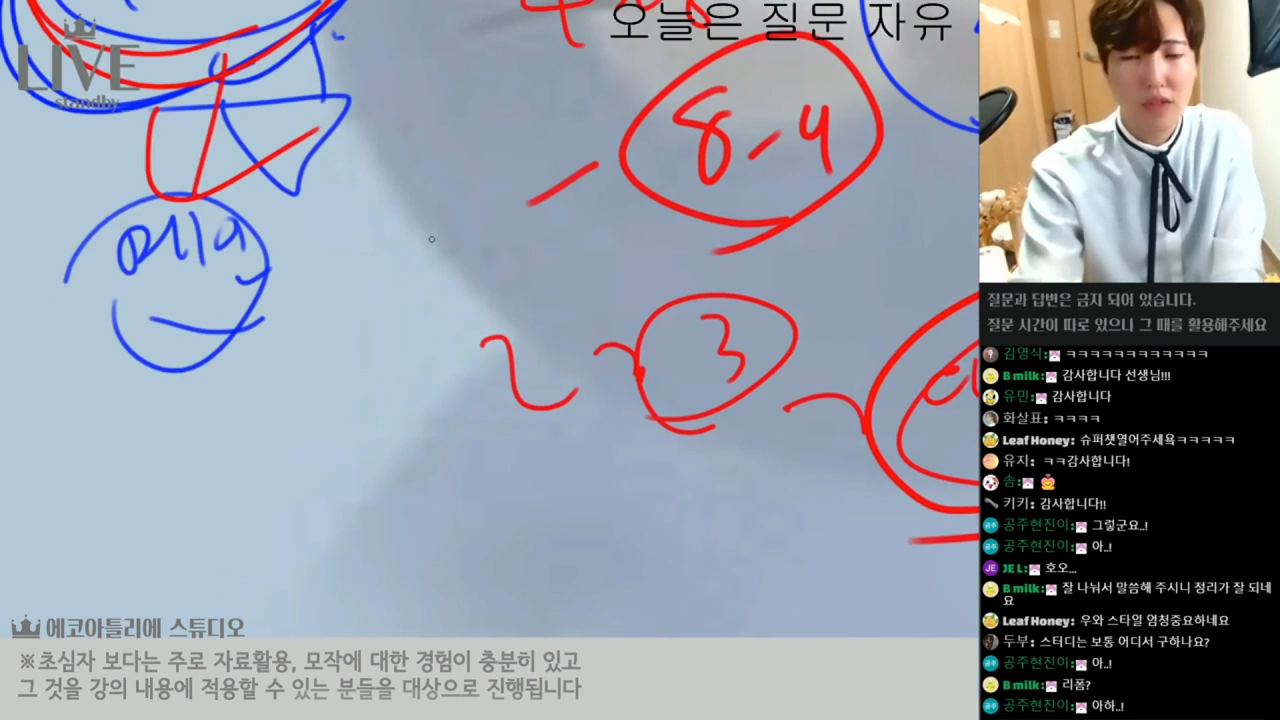 LIVE
standby
오늘은 질문 자유
8-4
메인
3
질문과 답변은 금지 되어 있습니다.
질문 시간이 따로 있으니 그 때를 활용해주세요
김영식: ㅋㅋㅋㅋㅋㅋㅋㅋㅋㅋㅋㅋ
B milk: 감사합니다 선생님!!!
유민: 감사합니다
화살표: ㅋㅋㅋㅋ
Leaf Honey: 슈퍼챗열어주세욬ㅋㅋㅋㅋㅋ
유지: ㅋㅋ감사합니다!
솜:
키키: 감사합니다!!
공주현진이: 그렇군요..!
공주현진이: 아..!
JE L: 호오...
B milk: 잘 나눠서 말씀해 주시니 정리가 잘 되네
요
Leaf Honey: 우와 스타일 엄청중요하네요
두부: 스터디는 보통 어디서 구하나요?
공주현진이: 아..!
B milk: 리폼?
공주현진이: 아하..!
에코아틀리에 스튜디오
※초심자 보다는 주로 자료활용, 모작에 대한 경험이 충분히 있고
그 것을 강의 내용에 적용할 수 있는 분들을 대상으로 진행됩니다